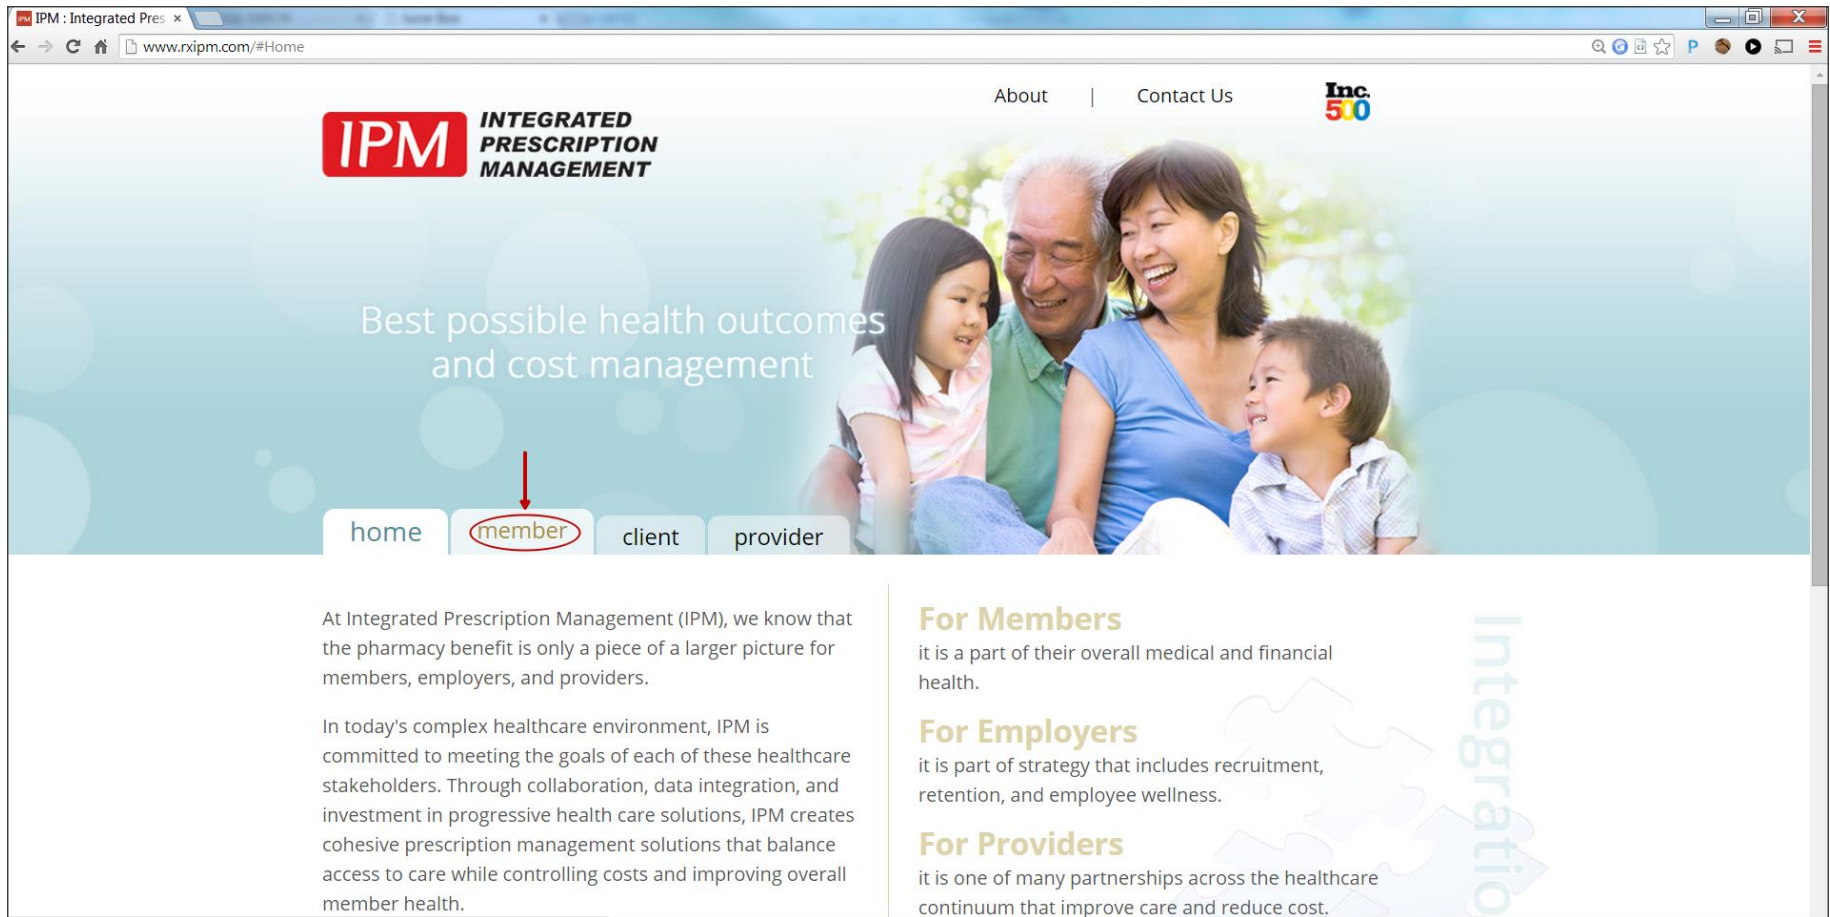 IPM : Integrated Pres
www.rxipm.com/#Home
About | Contact Us
Inc.
500
IPM
INTEGRATED
PRESCRIPTION
MANAGEMENT
Best possible health outcomes
and cost management
home member client provider
At Integrated Prescription Management (IPM), we know that
the pharmacy benefit is only a piece of a larger picture for
members, employers, and providers.
In today's complex healthcare environment, IPM is
committed to meeting the goals of each of these healthcare
stakeholders. Through collaboration, data integration, and
investment in progressive health care solutions, IPM creates
cohesive prescription management solutions that balance
access to care while controlling costs and improving overall
member health.
For Members
it is a part of their overall medical and financial
health.
For Employers
it is part of strategy that includes recruitment,
retention, and employee wellness.
For Providers
it is one of many partnerships across the healthcare
continuum that improve care and reduce cost.
Integratio